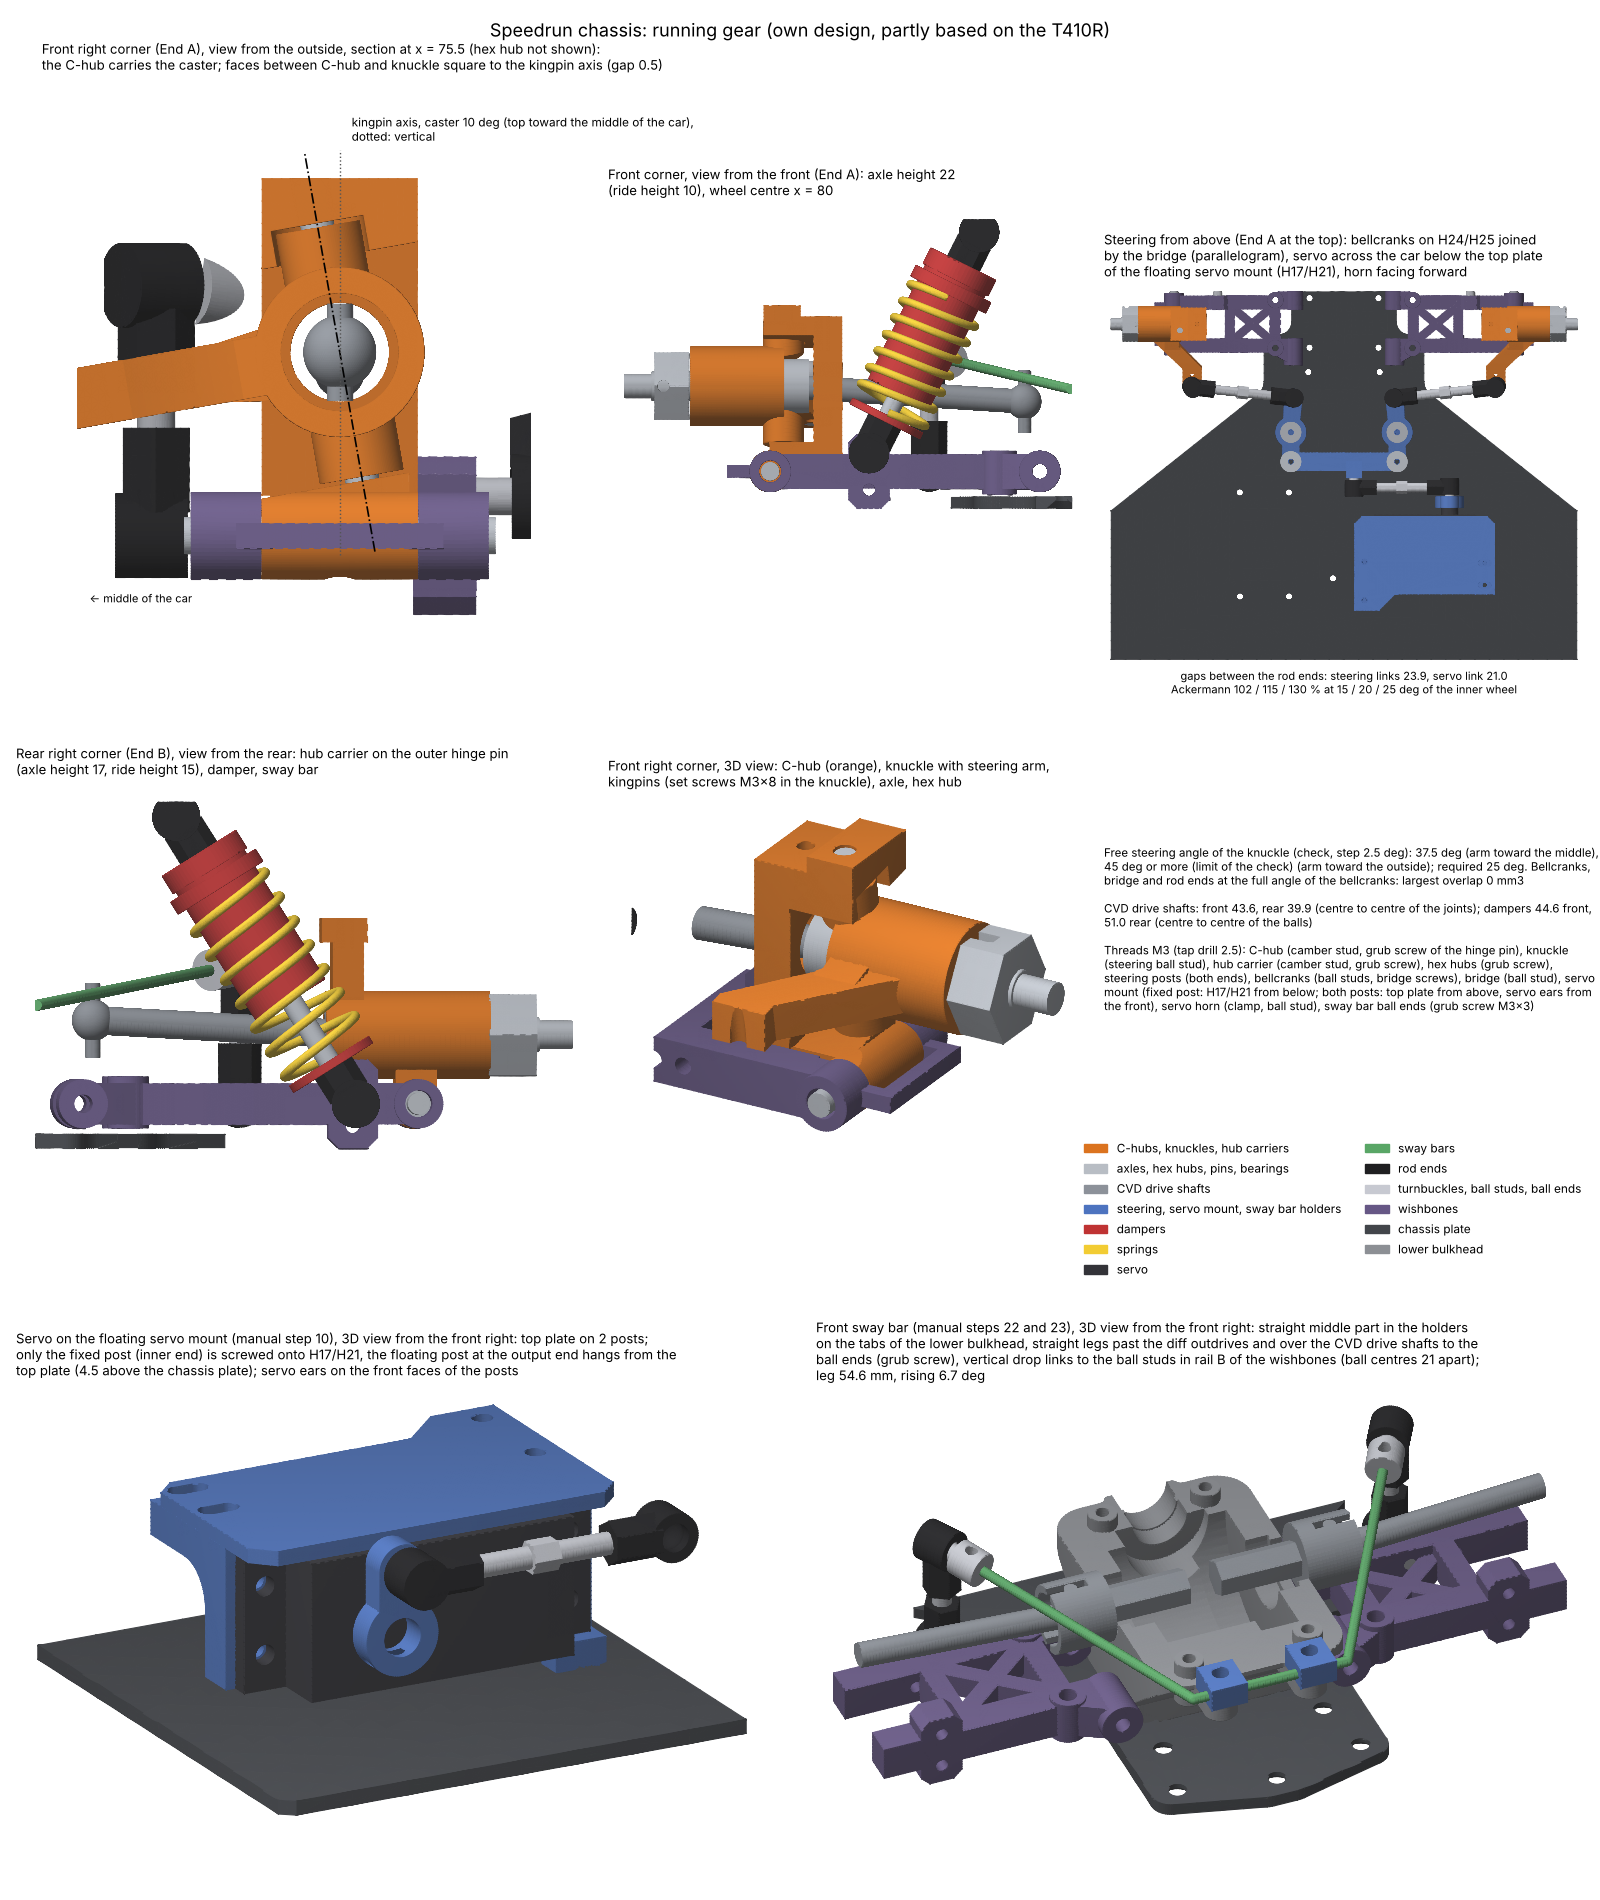 Speedrun chassis: running gear (own design, partly based on the T410R)
Front right corner (End A), view from the outside, section at x = 75.5 (hex hub not shown):
the C-hub carries the caster; faces between C-hub and knuckle square to the kingpin axis (gap 0.5)
kingpin axis, caster 10 deg (top toward the middle of the car),
dotted: vertical
← middle of the car
Front corner, view from the front (End A): axle height 22
(ride height 10), wheel centre x = 80
Steering from above (End A at the top): bellcranks on H24/H25 joined
by the bridge (parallelogram), servo across the car below the top plate
of the floating servo mount (H17/H21), horn facing forward
gaps between the rod ends: steering links 23.9, servo link 21.0
Ackermann 102 / 115 / 130 % at 15 / 20 / 25 deg of the inner wheel
Rear right corner (End B), view from the rear: hub carrier on the outer hinge pin
(axle height 17, ride height 15), damper, sway bar
Front right corner, 3D view: C-hub (orange), knuckle with steering arm,
kingpins (set screws M3×8 in the knuckle), axle, hex hub
Free steering angle of the knuckle (check, step 2.5 deg): 37.5 deg (arm toward the middle),
45 deg or more (limit of the check) (arm toward the outside); required 25 deg. Bellcranks,
bridge and rod ends at the full angle of the bellcranks: largest overlap 0 mm3
CVD drive shafts: front 43.6, rear 39.9 (centre to centre of the joints); dampers 44.6 front,
51.0 rear (centre to centre of the balls)
Threads M3 (tap drill 2.5): C-hub (camber stud, grub screw of the hinge pin), knuckle
(steering ball stud), hub carrier (camber stud, grub screw), hex hubs (grub screw),
steering posts (both ends), bellcranks (ball studs, bridge screws), bridge (ball stud), servo
mount (fixed post: H17/H21 from below; both posts: top plate from above, servo ears from
the front), servo horn (clamp, ball stud), sway bar ball ends (grub screw M3×3)
C-hubs, knuckles, hub carriers
axles, hex hubs, pins, bearings
CVD drive shafts
steering, servo mount, sway bar holders
dampers
springs
servo
sway bars
rod ends
turnbuckles, ball studs, ball ends
wishbones
chassis plate
lower bulkhead
Servo on the floating servo mount (manual step 10), 3D view from the front right: top plate on 2 posts;
only the fixed post (inner end) is screwed onto H17/H21, the floating post at the output end hangs from the
top plate (4.5 above the chassis plate); servo ears on the front faces of the posts
Front sway bar (manual steps 22 and 23), 3D view from the front right: straight middle part in the holders
on the tabs of the lower bulkhead, straight legs past the diff outdrives and over the CVD drive shafts to the
ball ends (grub screw), vertical drop links to the ball studs in rail B of the wishbones (ball centres 21 apart);
leg 54.6 mm, rising 6.7 deg